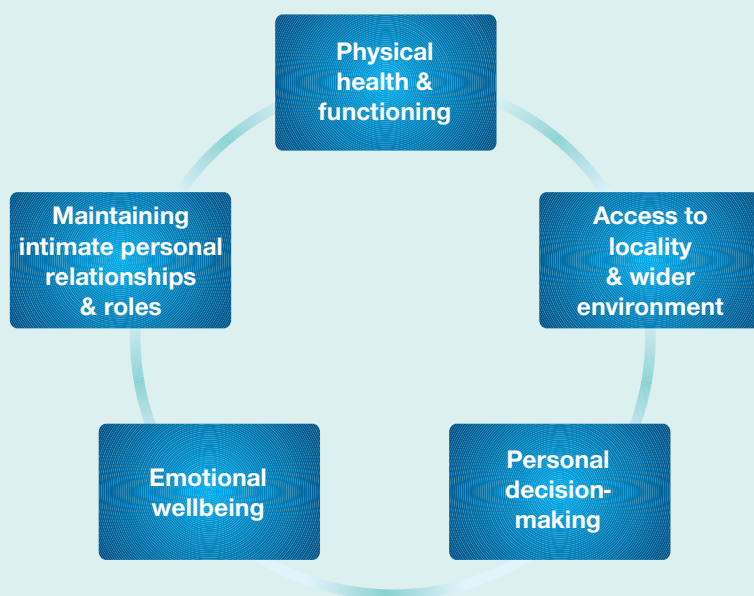 Physical
health &
functioning
Maintaining
intimate personal
relationships
& roles
Access to
locality
& wider
environment
Emotional
wellbeing
Personal
decision-
making